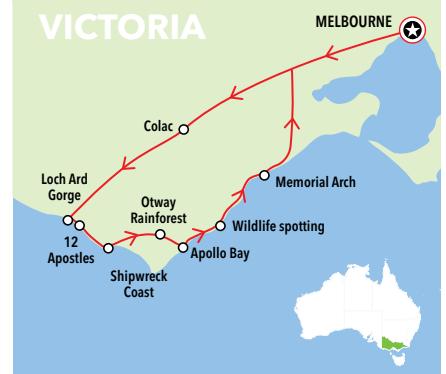 VICTORIA
MELBOURNE
Colac
Loch Ard
Gorge
12
Apostles
Otway
Rainforest
Shipwreck
Coast
Apollo Bay
Wildlife spotting
Memorial Arch